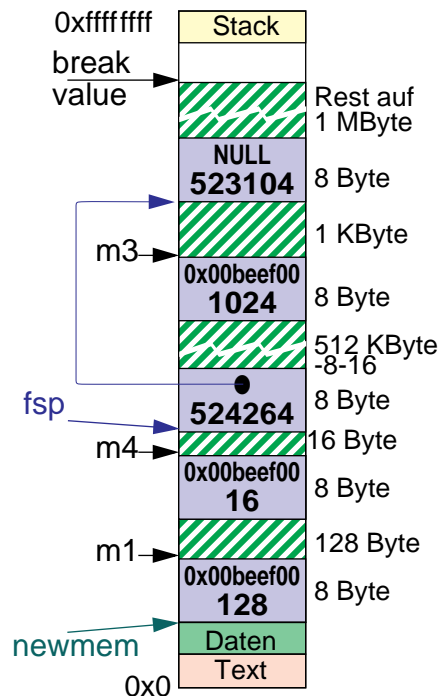 0xffffffff
Stack
break
value
Rest auf
1 MByte
NULL
523104
8 Byte
1 KByte
m3
0x00beef00
1024
8 Byte
512 KByte
-8-16
524264
8 Byte
fsp
16 Byte
m4
0x00beef00
16
8 Byte
128 Byte
m1
0x00beef00
128
8 Byte
newmem
Daten
Text
0x0